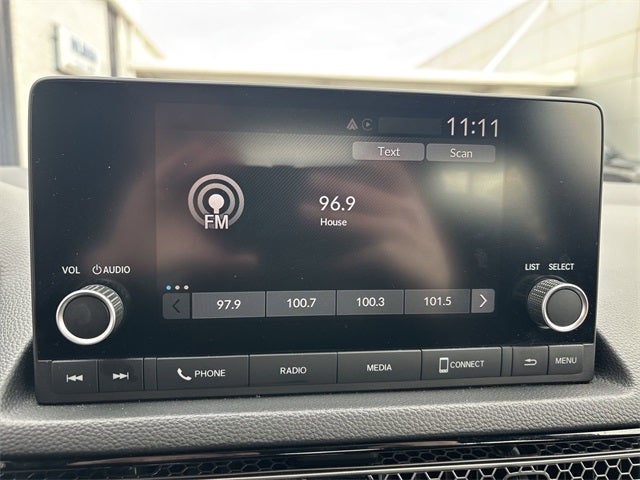 11:11
Text Scan
FM
96.9
House
VOL AUDIO
LIST SELECT
97.9 100.7 100.3 101.5
PHONE RADIO MEDIA CONNECT MENU